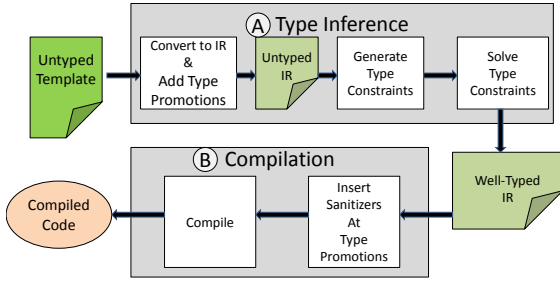 A Type Inference
Untyped
Template
Convert to IR
&
Add Type
Promotions
Untyped
IR
Generate
Type
Constraints
Solve
Type
Constraints
B Compilation
Well-Typed
IR
Insert
Sanitizers
At
Type
Promotions
Compile
Compiled
Code